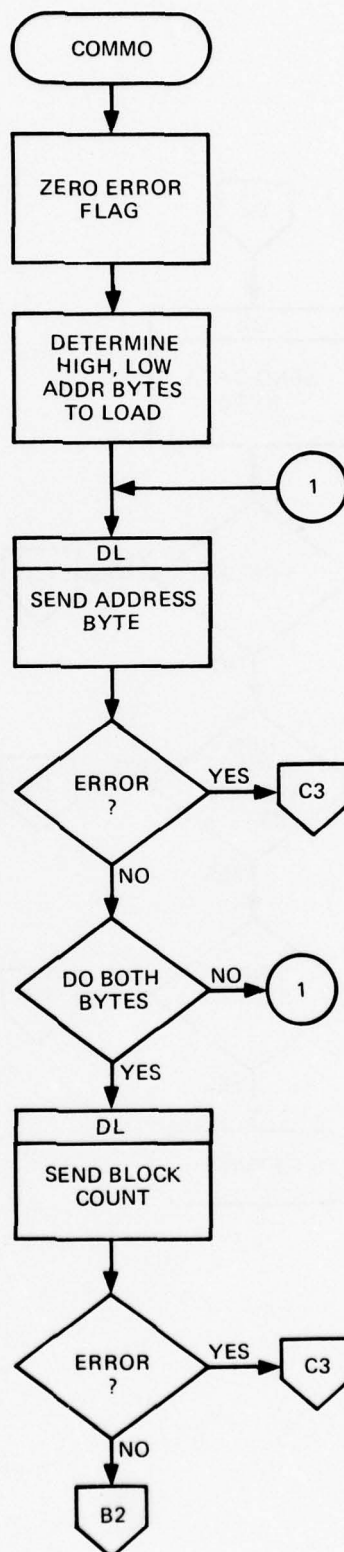 COMMO
ZERO ERROR
FLAG
DETERMINE
HIGH, LOW
ADDR BYTES
TO LOAD
1
DL
SEND ADDRESS
BYTE
ERROR
?
YES
C3
NO
DO BOTH
BYTES
NO
1
YES
DL
SEND BLOCK
COUNT
ERROR
?
YES
C3
NO
B2